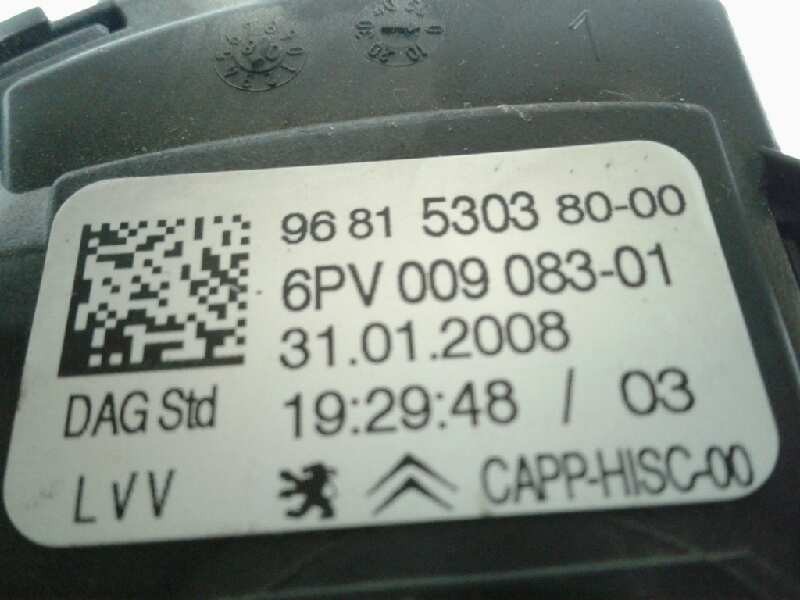 1
96 81 5303 80-00
6PV 009 083-01
31.01.2008
DAG Std 19:29:48 / 03
LVV CAPP-HISC-00